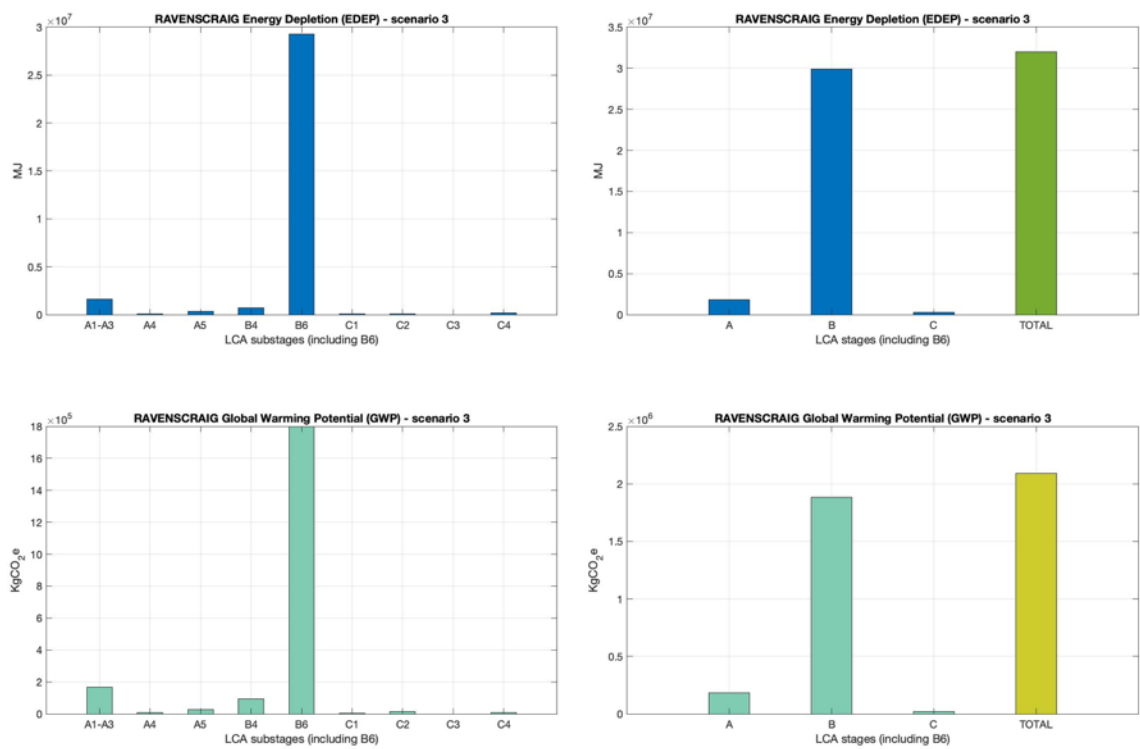 RAVENSCRAIG Energy Depletion (EDEP) - scenario 3
×10⁷
3
2.5
2
1.5
1
0.5
0
MJ
A1-A3 A4 A5 B4 B6 C1 C2 C3 C4
LCA substages (including B6)
RAVENSCRAIG Energy Depletion (EDEP) - scenario 3
×10⁷
3.5
3
2.5
2
1.5
1
0.5
0
MJ
A B C TOTAL
LCA stages (including B6)
RAVENSCRAIG Global Warming Potential (GWP) - scenario 3
×10⁵
18
16
14
12
10
8
6
4
2
0
KgCO₂e
A1-A3 A4 A5 B4 B6 C1 C2 C3 C4
LCA substages (including B6)
RAVENSCRAIG Global Warming Potential (GWP) - scenario 3
×10⁶
2.5
2
1.5
1
0.5
0
KgCO₂e
A B C TOTAL
LCA stages (including B6)